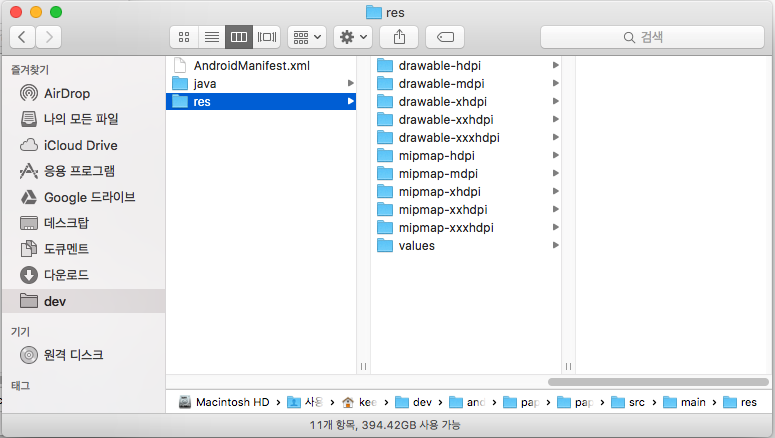 res
검색
즐겨찾기
AirDrop
나의 모든 파일
iCloud Drive
응용 프로그램
Google 드라이브
데스크탑
도큐멘트
다운로드
dev
기기
원격 디스크
태그
AndroidManifest.xml
java
res
drawable-hdpi
drawable-mdpi
drawable-xhdpi
drawable-xxhdpi
drawable-xxxhdpi
mipmap-hdpi
mipmap-mdpi
mipmap-xhdpi
mipmap-xxhdpi
mipmap-xxxhdpi
values
Macintosh HD 사용 kee dev and pap pap src main res
11개 항목, 394.42GB 사용 가능